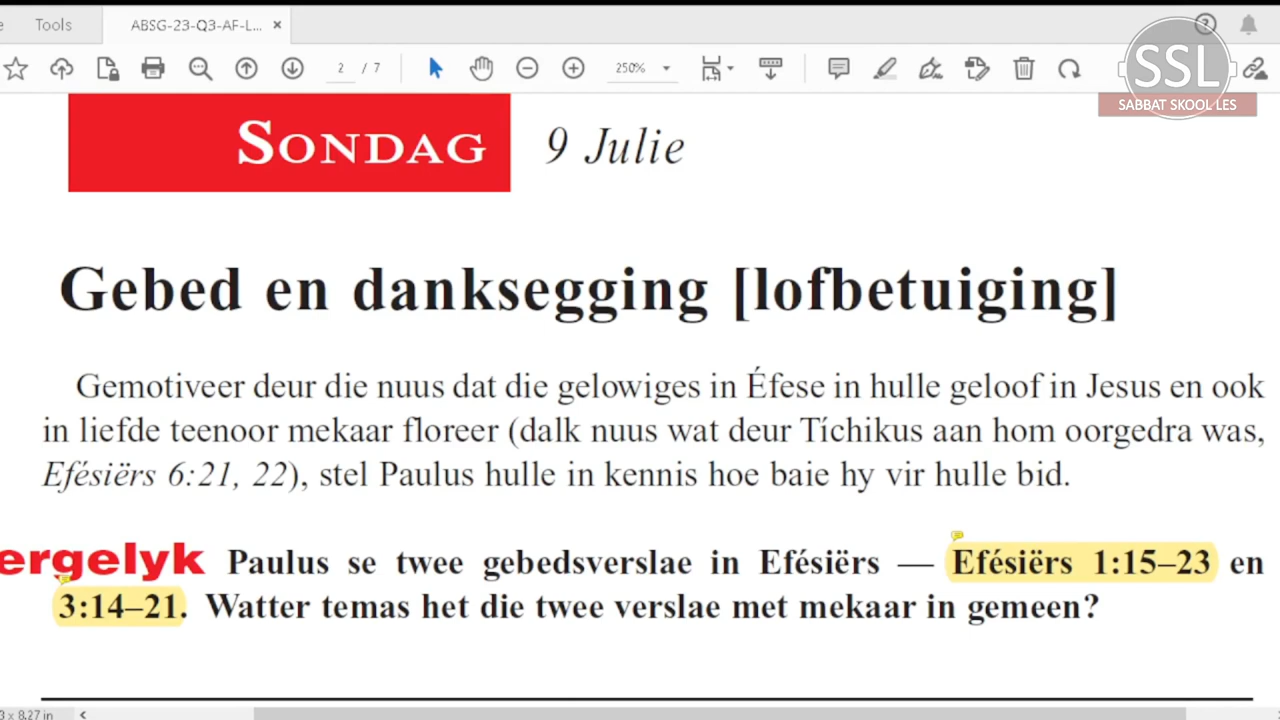 Tools
ABSG-23-Q3-AF-L... ×
2 / 7
250%
SSL
SABBAT SKOOL LES
SONDAG 9 Julie
Gebed en danksegging [lofbetuiging]
Gemotiveer deur die nuus dat die gelowiges in Éfese in hulle geloof in Jesus en ook
in liefde teenoor mekaar floreer (dalk nuus wat deur Tíchikus aan hom oorgedra was,
Efésiërs 6:21, 22), stel Paulus hulle in kennis hoe baie hy vir hulle bid.
ergelyk Paulus se twee gebedsverslae in Efésiërs — Efésiërs 1:15–23 en
3:14–21. Watter temas het die twee verslae met mekaar in gemeen?
3 x 8,27 in